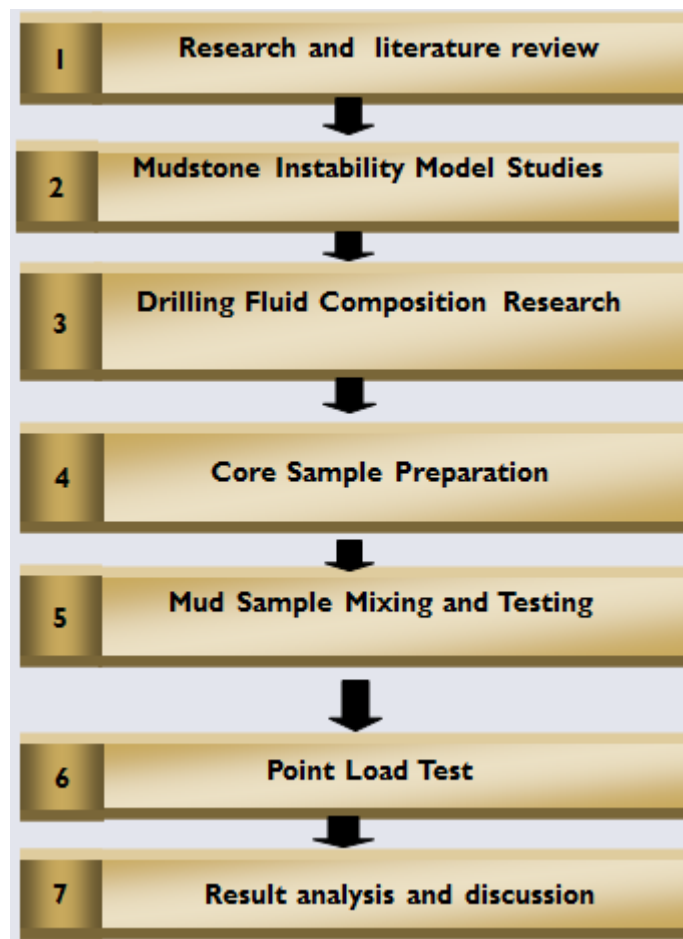 1 Research and literature review
2 Mudstone Instability Model Studies
3 Drilling Fluid Composition Research
4 Core Sample Preparation
5 Mud Sample Mixing and Testing
6 Point Load Test
7 Result analysis and discussion